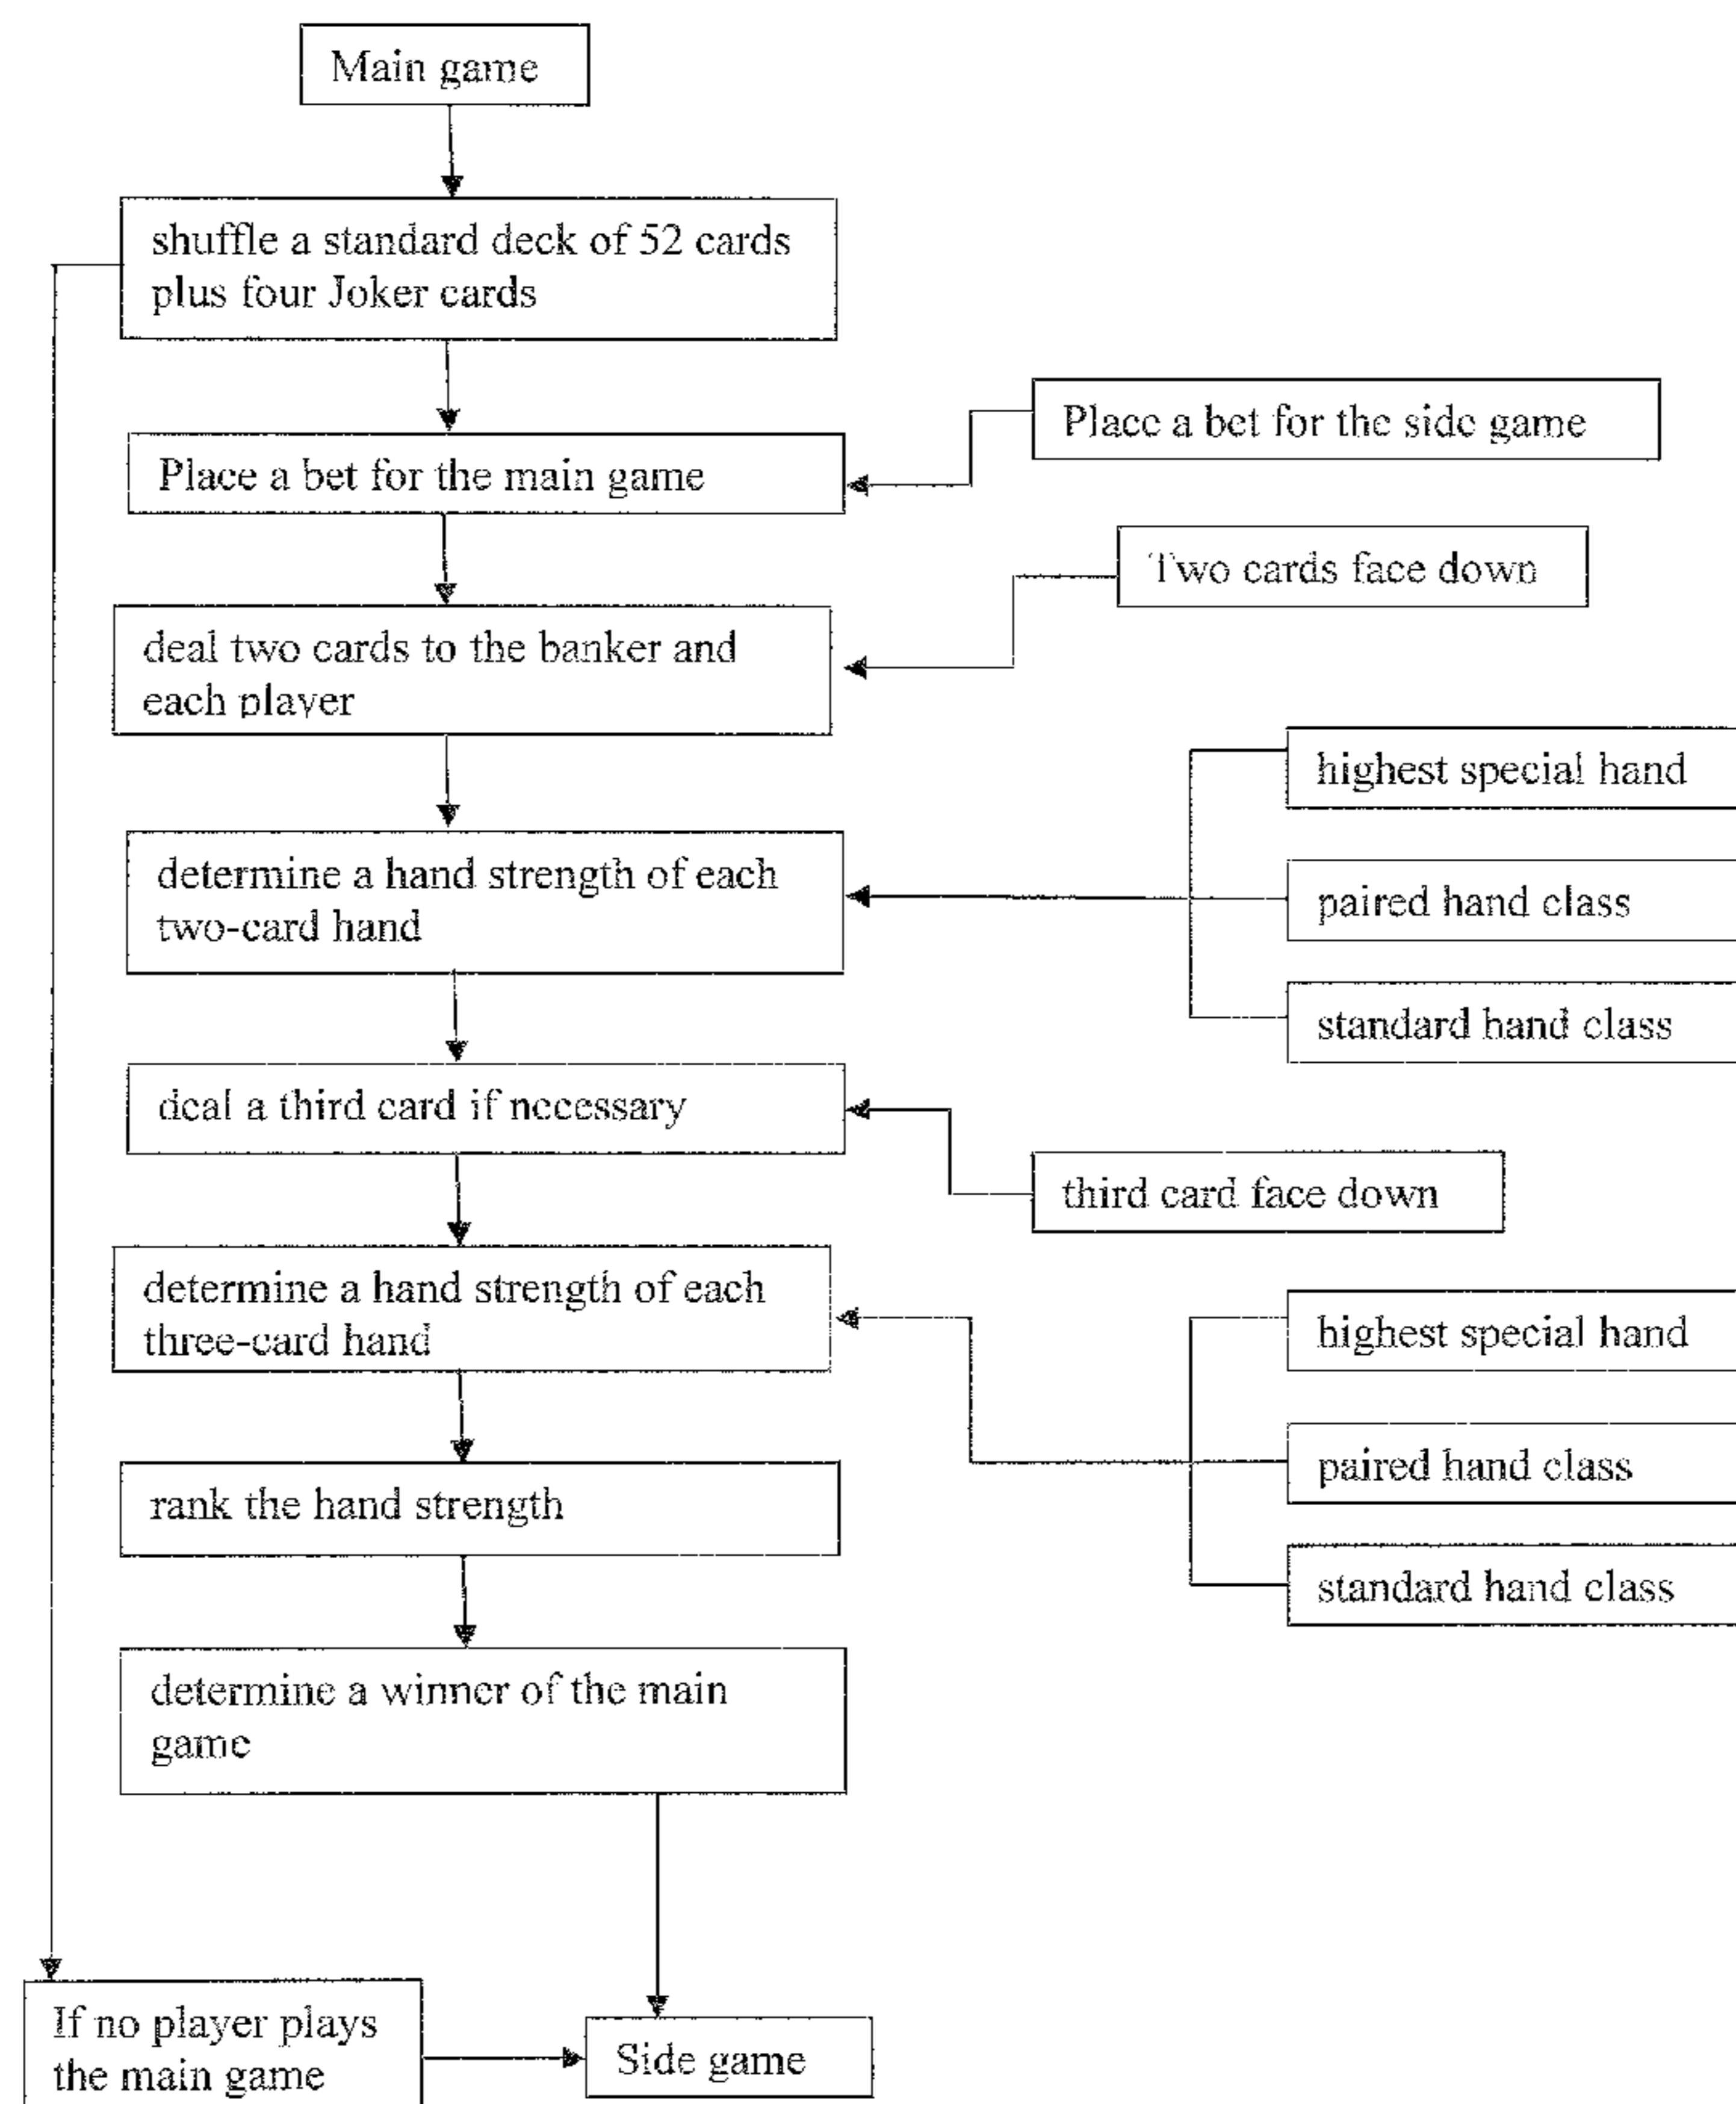 Main game
shuffle a standard deck of 52 cards
plus four Joker cards
Place a bet for the side game
Place a bet for the main game
Two cards face down
deal two cards to the banker and
each player
highest special hand
determine a hand strength of each
two-card hand
paired hand class
standard hand class
deal a third card if necessary
third card face down
determine a hand strength of each
three-card hand
highest special hand
paired hand class
rank the hand strength
standard hand class
determine a winner of the main
game
If no player plays
the main game
Side game